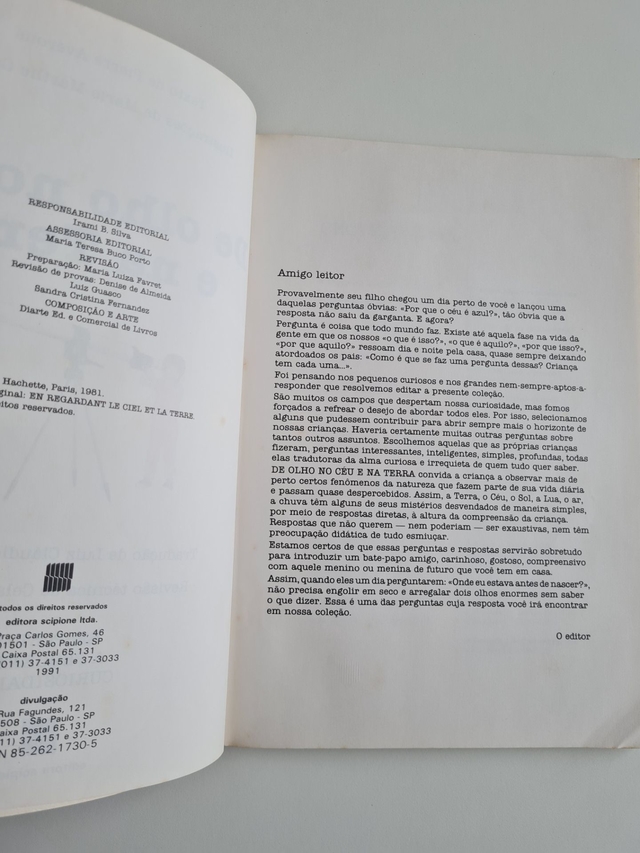 RESPONSABILIDADE EDITORIAL
Irami B. Silva
ASSESSORIA EDITORIAL
Maria Teresa Buco Porto
REVISÃO
Preparação: Maria Luiza Favret
Revisão de provas: Denise de Almeida
Luiz Guasco
Sandra Cristina Fernandez
COMPOSIÇÃO E ARTE
Diarte Ed. e Comercial de Livros
Hachette, Paris, 1981.
EN REGARDANT LE CIEL ET LA TERRE
reservados.
todos os direitos reservados
editora scipione ltda.
Praça Carlos Gomes, 46
01501 - São Paulo - SP
Caixa Postal 65.131
(011) 37-4151 e 37-3033
1991
divulgação
Rua Fagundes, 121
São Paulo - SP
Caixa Postal 65.131
37-4151 e 37-3033
85-262-1730-5
Amigo leitor
Provavelmente seu filho chegou um dia perto de você e lançou uma
daquelas perguntas óbvias: «Por que o céu é azul?», tão óbvia que a
resposta não saiu da garganta. E agora?
Pergunta é coisa que todo mundo faz. Existe até aquela fase na vida da
gente em que os nossos «o que é isso?», «o que é aquilo?», «por que isso?»,
«por que aquilo?» ressoam dia e noite pela casa, quase sempre deixando
atordoados os pais: «Como é que se faz uma pergunta dessas? Criança
tem cada uma...».
Foi pensando nos pequenos curiosos e nos grandes nem-sempre-aptos-a-
responder que resolvemos editar a presente coleção.
São muitos os campos que despertam nossa curiosidade, mas fomos
forçados a refrear o desejo de abordar todos eles. Por isso, selecionamos
alguns que pudessem contribuir para abrir sempre mais o horizonte de
nossas crianças. Haveria certamente muitas outras perguntas sobre
tantos outros assuntos. Escolhemos aquelas que as próprias crianças
fizeram, perguntas interessantes, inteligentes, simples, profundas, todas
elas tradutoras da alma curiosa e irrequieta de quem tudo quer saber.
DE OLHO NO CÉU E NA TERRA convida a criança a observar mais de
perto certos fenômenos da natureza que fazem parte de sua vida diária
e passam quase despercebidos. Assim, a Terra, o Céu, o Sol, a Lua, o ar,
a chuva têm alguns de seus mistérios desvendados de maneira simples,
por meio de respostas diretas, à altura da compreensão da criança.
Respostas que não querem — nem poderiam — ser exaustivas, nem têm
preocupação didática de tudo esmiuçar.
Estamos certos de que essas perguntas e respostas servirão sobretudo
para introduzir um bate-papo amigo, carinhoso, gostoso, compreensivo
com aquele menino ou menina de futuro que você tem em casa.
Assim, quando eles um dia perguntarem: «Onde eu estava antes de nascer?»,
não precisa engolir em seco e arregalar dois olhos enormes sem saber
o que dizer. Essa é uma das perguntas cuja resposta você irá encontrar
em nossa coleção.
O editor